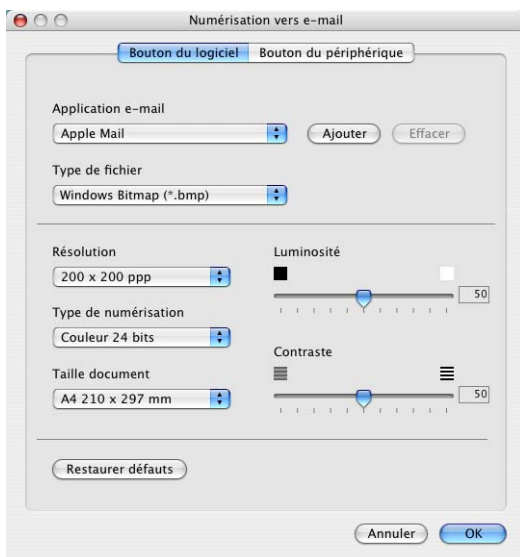 Numérisation vers e-mail
Bouton du logiciel Bouton du périphérique
Application e-mail
Apple Mail Ajouter Effacer
Type de fichier
Windows Bitmap (*.bmp)
Résolution Luminosité
200 x 200 ppp 50
Type de numérisation
Couleur 24 bits
Contraste
Taille document
A4 210 x 297 mm 50
Restaurer défauts
Annuler OK